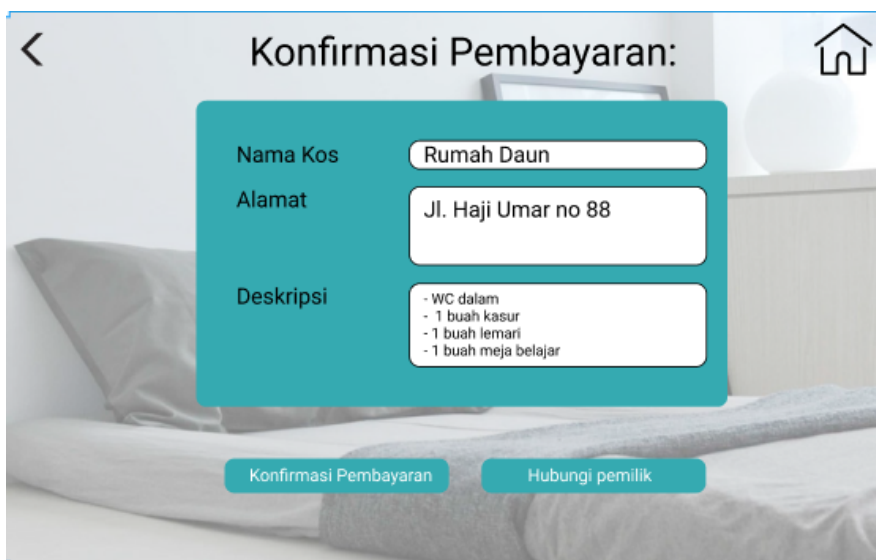 Konfirmasi Pembayaran:
Nama Kos
Rumah Daun
Alamat
Jl. Haji Umar no 88
Deskripsi
- WC dalam
- 1 buah kasur
- 1 buah lemari
- 1 buah meja belajar
Konfirmasi Pembayaran
Hubungi pemilik